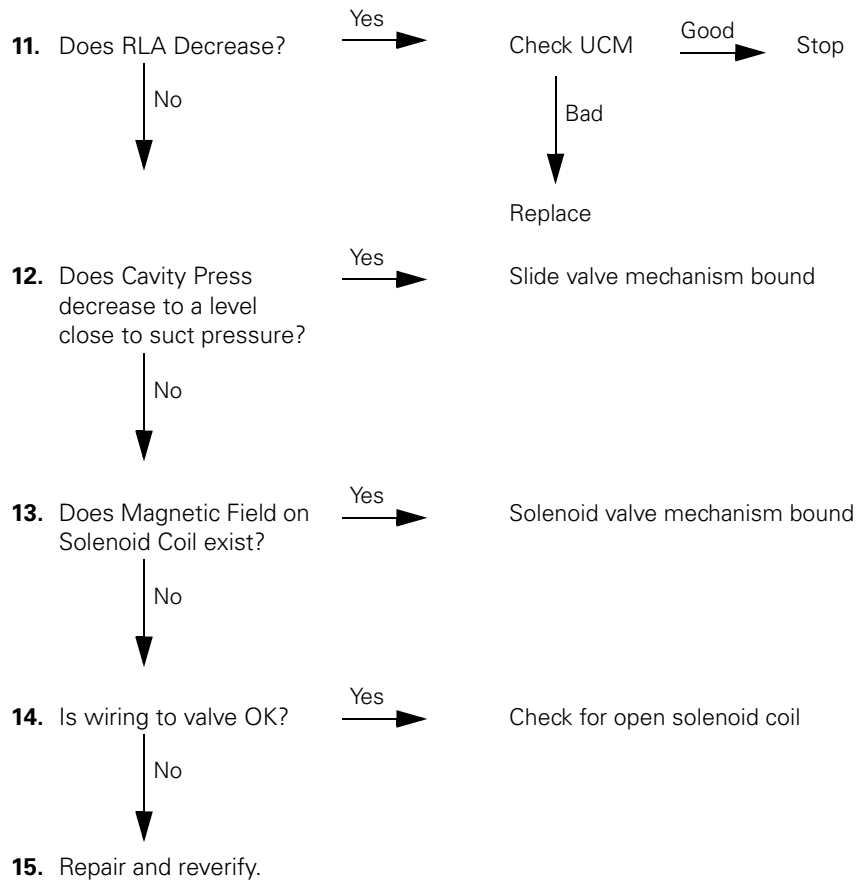 Yes
Good
11. Does RLA Decrease?
Check UCM
Stop
No
Bad
Replace
Yes
12. Does Cavity Press
decrease to a level
close to suct pressure?
Slide valve mechanism bound
No
Yes
13. Does Magnetic Field on
Solenoid Coil exist?
Solenoid valve mechanism bound
No
Yes
14. Is wiring to valve OK?
Check for open solenoid coil
No
15. Repair and reverify.